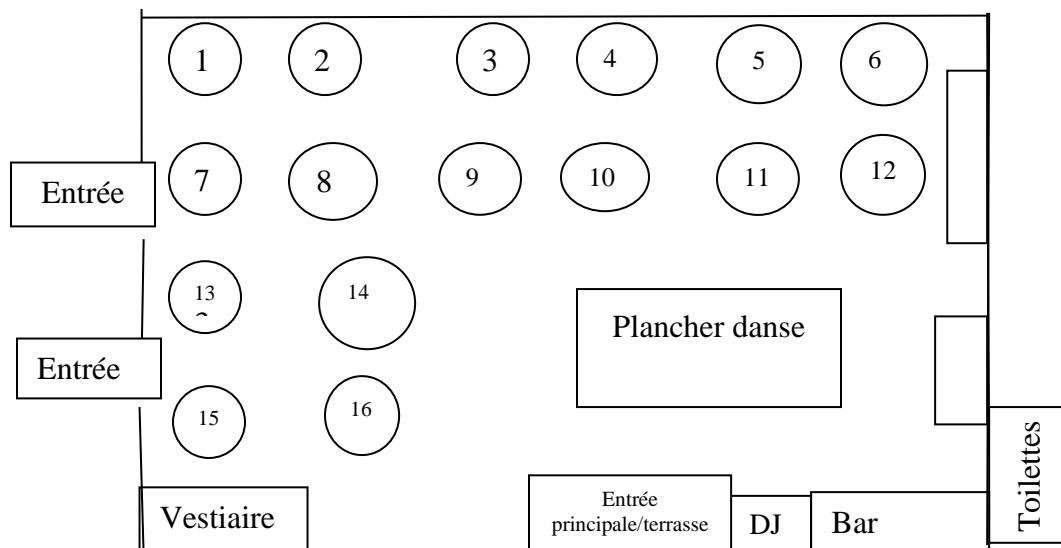 1
2
3
4
5
6
7
8
9
10
11
12
Entrée
13
14
Plancher danse
Entrée
15
16
Toilettes
Vestiaire
Entrée
principale/terrasse
DJ
Bar